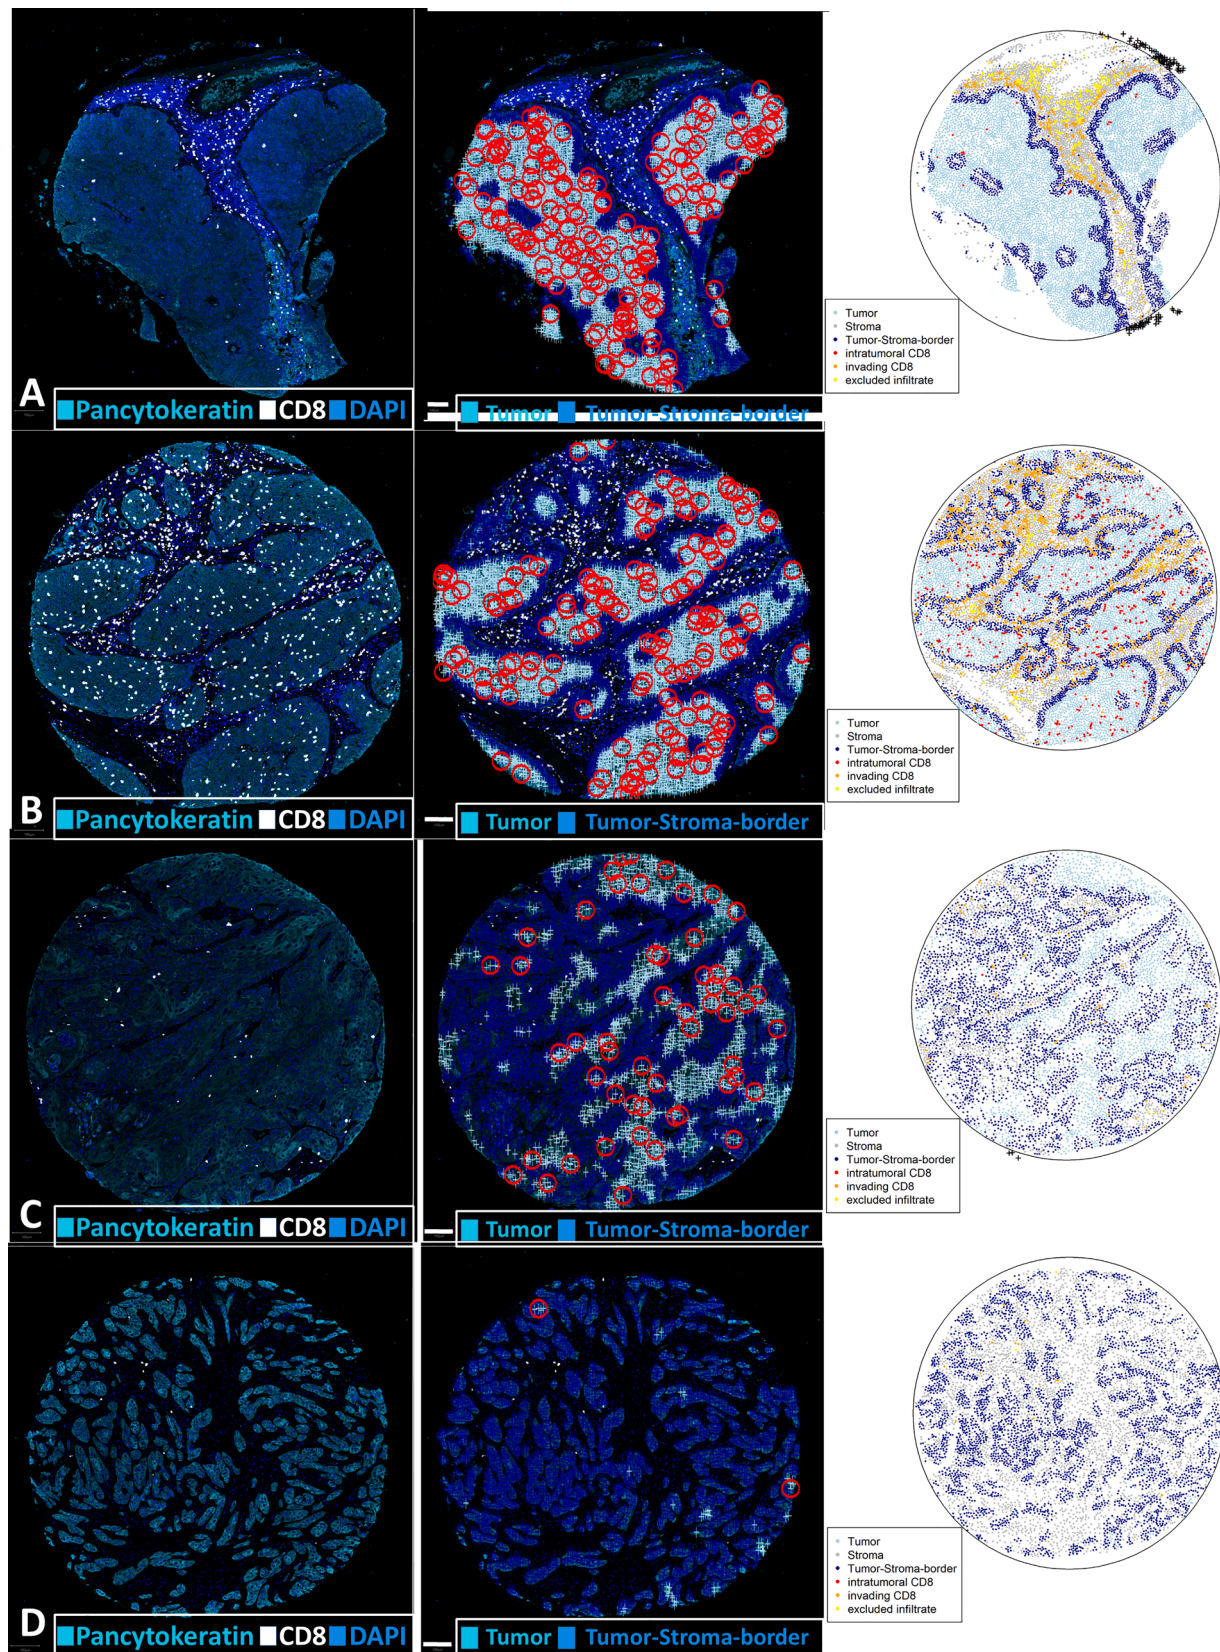 A
Pancytokeratin CD8 DAPI
Tumor Tumor-Stroma-border
Tumor
Stroma
Tumor-Stroma-border
intratumoral CD8
invading CD8
excluded infiltrate
B
Pancytokeratin CD8 DAPI
Tumor Tumor-Stroma-border
Tumor
Stroma
Tumor-Stroma-border
intratumoral CD8
invading CD8
excluded infiltrate
C
Pancytokeratin CD8 DAPI
Tumor Tumor-Stroma-border
Tumor
Stroma
Tumor-Stroma-border
intratumoral CD8
invading CD8
excluded infiltrate
D
Pancytokeratin CD8 DAPI
Tumor Tumor-Stroma-border
Tumor
Stroma
Tumor-Stroma-border
intratumoral CD8
invading CD8
excluded infiltrate